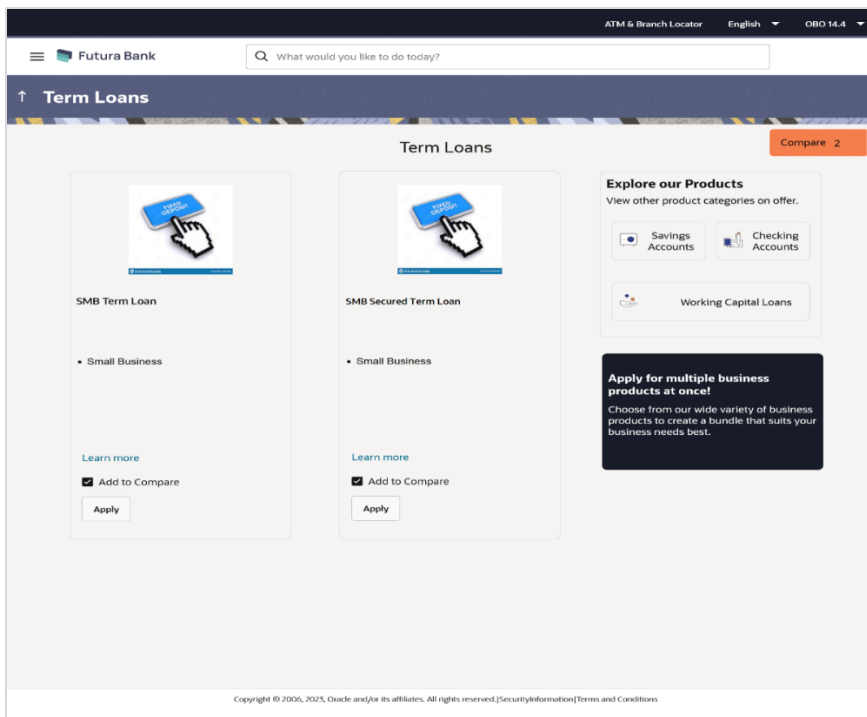 ATM & Branch Locator English OBO 14.4
Futura Bank What would you like to do today?
Term Loans
Term Loans
Compare 2
FIXED
DEPOSIT
SMB Term Loan
Small Business
Learn more
Add to Compare
Apply
FIXED
DEPOSIT
SMB Secured Term Loan
Small Business
Learn more
Add to Compare
Apply
Explore our Products
View other product categories on offer.
Savings
Accounts
Checking
Accounts
Working Capital Loans
Apply for multiple business
products at once!
Choose from our wide variety of business
products to create a bundle that suits your
business needs best.
Copyright © 2006, 2023, Oracle and/or its affiliates. All rights reserved.|SecurityInformation|Terms and Conditions